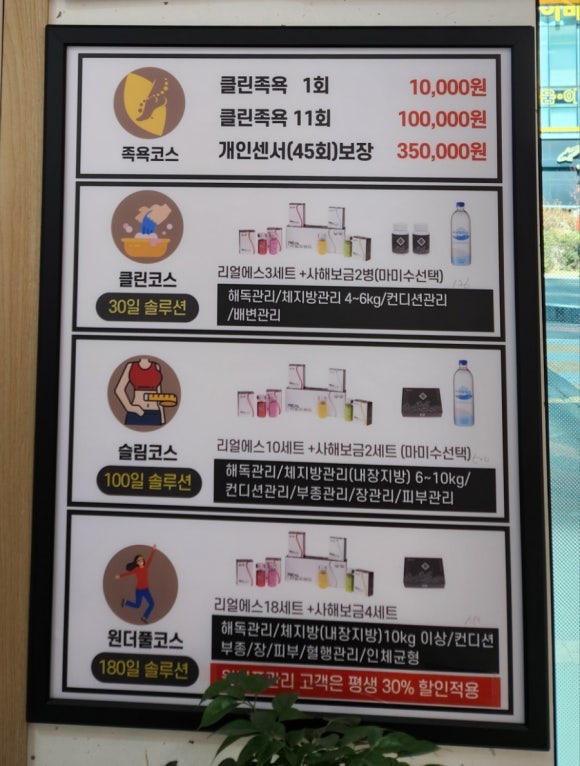 클린족욕 1회 10,000원
클린족욕 11회 100,000원
개인센서(45회)보장 350,000원
족욕코스
클린코스
30일 솔루션
리얼에스3세트 +사해보금2병(마미수선택)
해독관리/체지방관리 4~6kg/컨디션관리
/배변관리
슬림코스
100일 솔루션
리얼에스10세트 +사해보금2세트 (마미수선택)
해독관리/체지방관리(내장지방) 6~10kg/
컨디션관리/부종관리/장관리/피부관리
원더풀코스
180일 솔루션
리얼에스18세트 +사해보금4세트
해독관리/체지방(내장지방)10kg 이상/컨디션
부종/장/피부/혈행관리/인체균형
고객은 평생 30% 할인적용